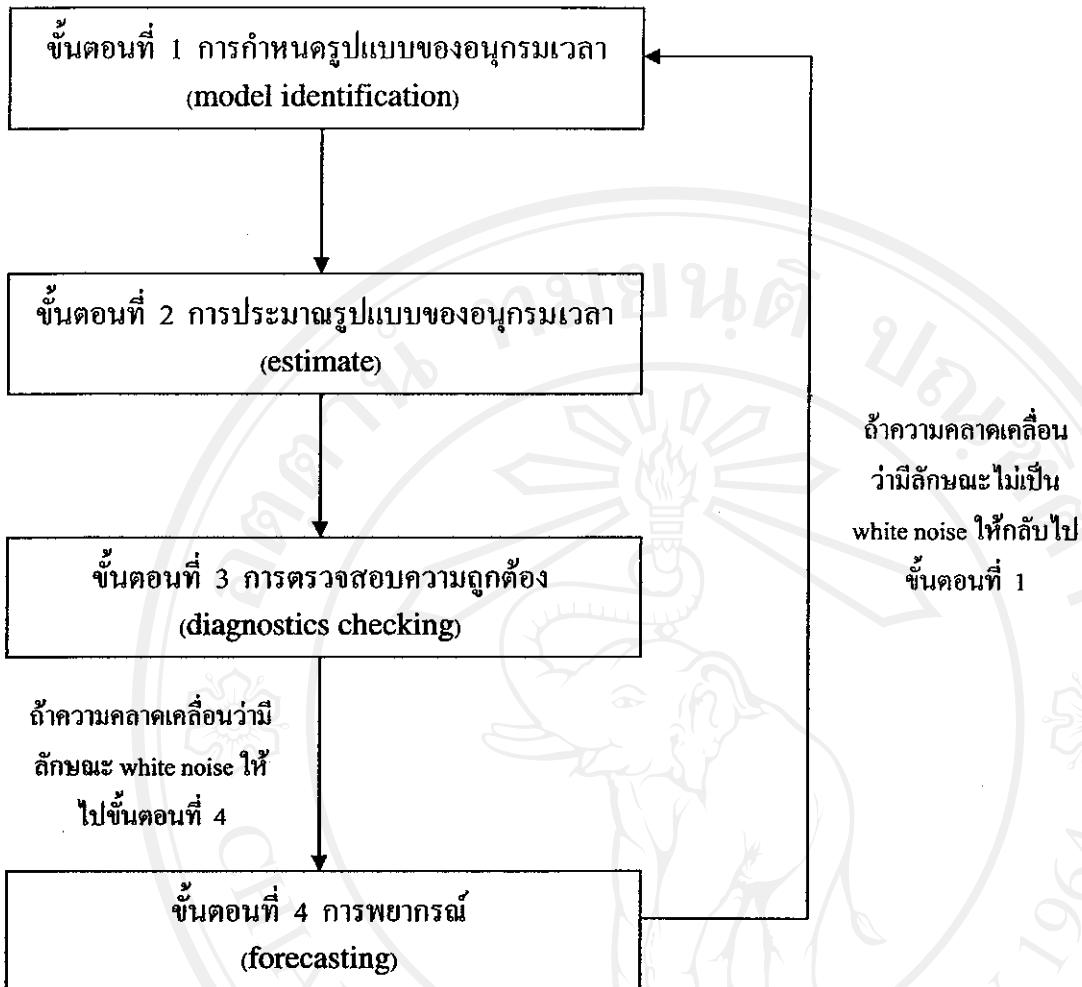 ขั้นตอนที่ 1 การกำหนดรูปแบบของอนุกรมเวลา
(model identification)
ขั้นตอนที่ 2 การประมาณรูปแบบของอนุกรมเวลา
(estimate)
ขั้นตอนที่ 3 การตรวจสอบความถูกต้อง
(diagnostics checking)
ถ้าความคลาดเคลื่อนว่ามี
ลักษณะ white noise ให้
ไปขั้นตอนที่ 4
ขั้นตอนที่ 4 การพยากรณ์
(forecasting)
ถ้าความคลาดเคลื่อน
ว่ามีลักษณะไม่เป็น
white noise ให้กลับไป
ขั้นตอนที่ 1
1964